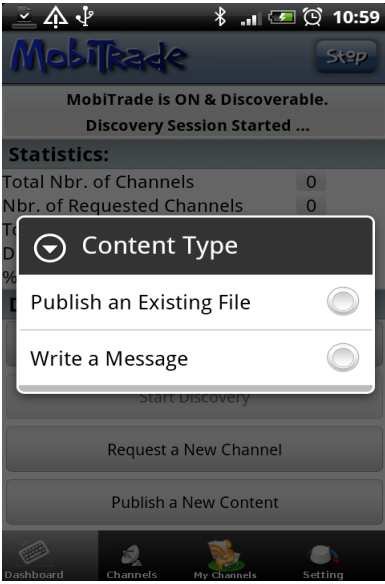 10:59
MobiTrade
Stop
MobiTrade is ON & Discoverable.
Discovery Session Started ...
Statistics:
Total Nbr. of Channels 0
Nbr. of Requested Channels 0
Content Type
Publish an Existing File
Write a Message
Start Discovery
Request a New Channel
Publish a New Content
Dashboard Channels My Channels Setting